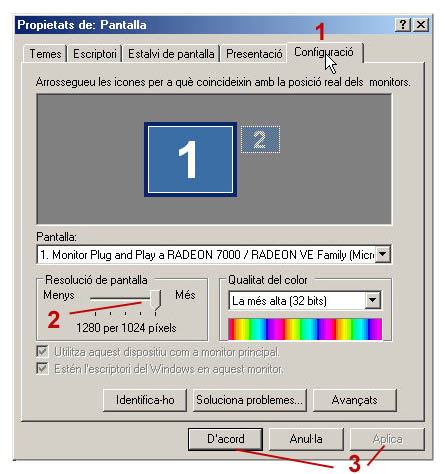 Propietats de: Pantalla
1
Temes Escriptori Estalvi de pantalla Presentació Configuració
Arrossegueu les icones per a què coincideixin amb la posició real dels monitors.
1 2
Pantalla:
1. Monitor Plug and Play a RADEON 7000 / RADEON VE Family (Micr
Resolució de pantalla
Menys Més
2
1280 per 1024 píxels
Qualitat del color
La més alta (32 bits)
Utilitza aquest dispositiu com a monitor principal.
Estén l'escriptori del Windows en aquest monitor.
Identifica-ho Soluciona problemes... Avançats
D'acord Anul·la Aplica
3